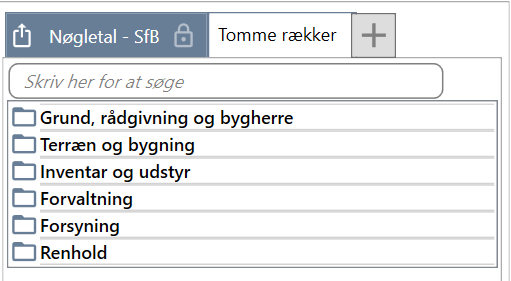 Nøgletal - SfB Tomme rækker
Skriv her for at søge
Grund, rådgivning og bygherre
Terræn og bygning
Inventar og udstyr
Forvaltning
Forsyning
Renhold